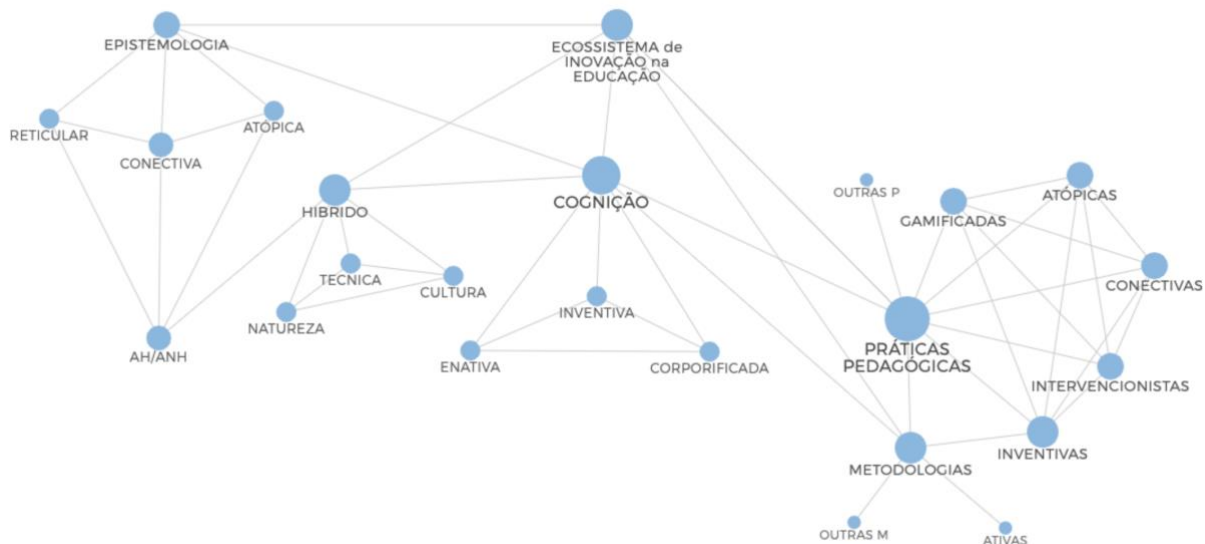 EPISTEMOLOGIA
ECOSSISTEMA de
INOVAÇÃO na
EDUCAÇÃO
RETICULAR
ATÓPICA
CONECTIVA
HÍBRIDO
COGNIÇÃO
OUTRAS P
GAMIFICADAS
ATÓPICAS
TECNICA
CULTURA
NATUREZA
INVENTIVA
CONECTIVAS
AH/ANH
ENATIVA
CORPORIFICADA
PRÁTICAS
PEDAGÓGICAS
INTERVENCIONISTAS
METODOLOGIAS
INVENTIVAS
OUTRAS M
ATIVAS